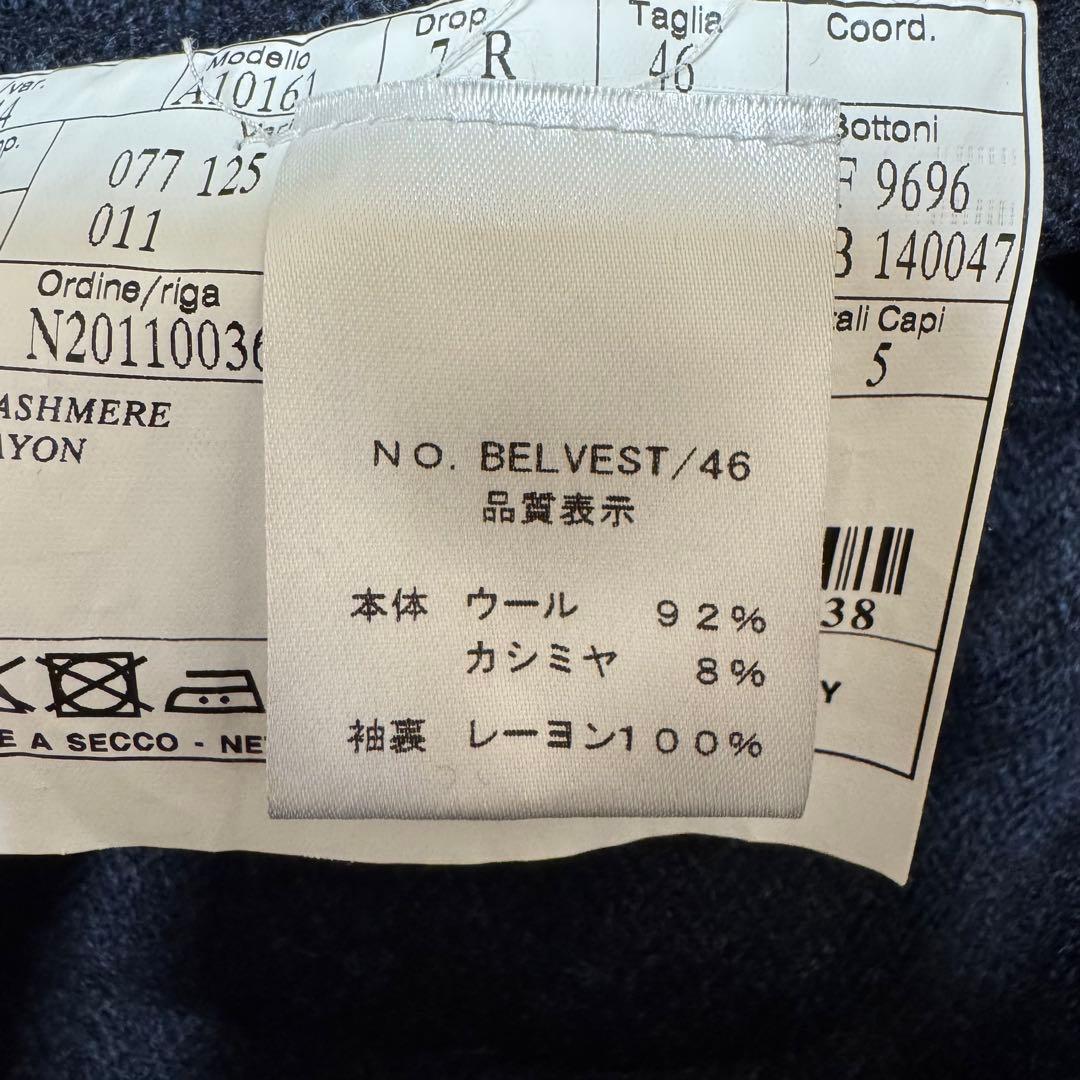 /var.
Modello
Drop
Taglia
Coord.
A10161
7 R
46
Bottoni
077 125
9696
011
140047
Ordine/riga
N20110036
Capi
5
ASHMERE
AYON
NO. BELVEST/46
品質表示
本体 ウール 92%
カシミヤ 8%
袖裏 レーヨン100%
38
Y
E A SECCO - NE